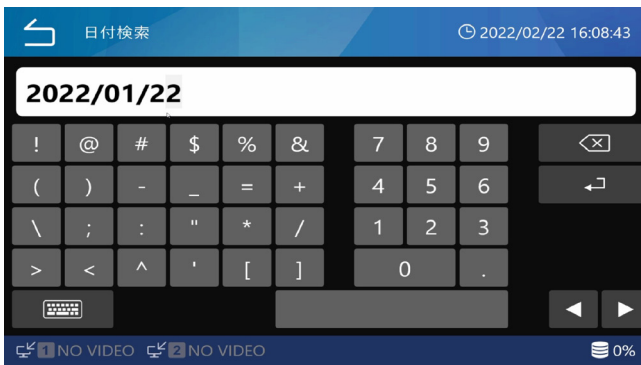 日付検索 2022/02/22 16:08:43
2022/01/22
! @ # $ % & 7 8 9
( ) - _ = + 4 5 6
\ ; : " * / 1 2 3
> < ^ ' [ ] 0 .
1 NO VIDEO 2 NO VIDEO 0%